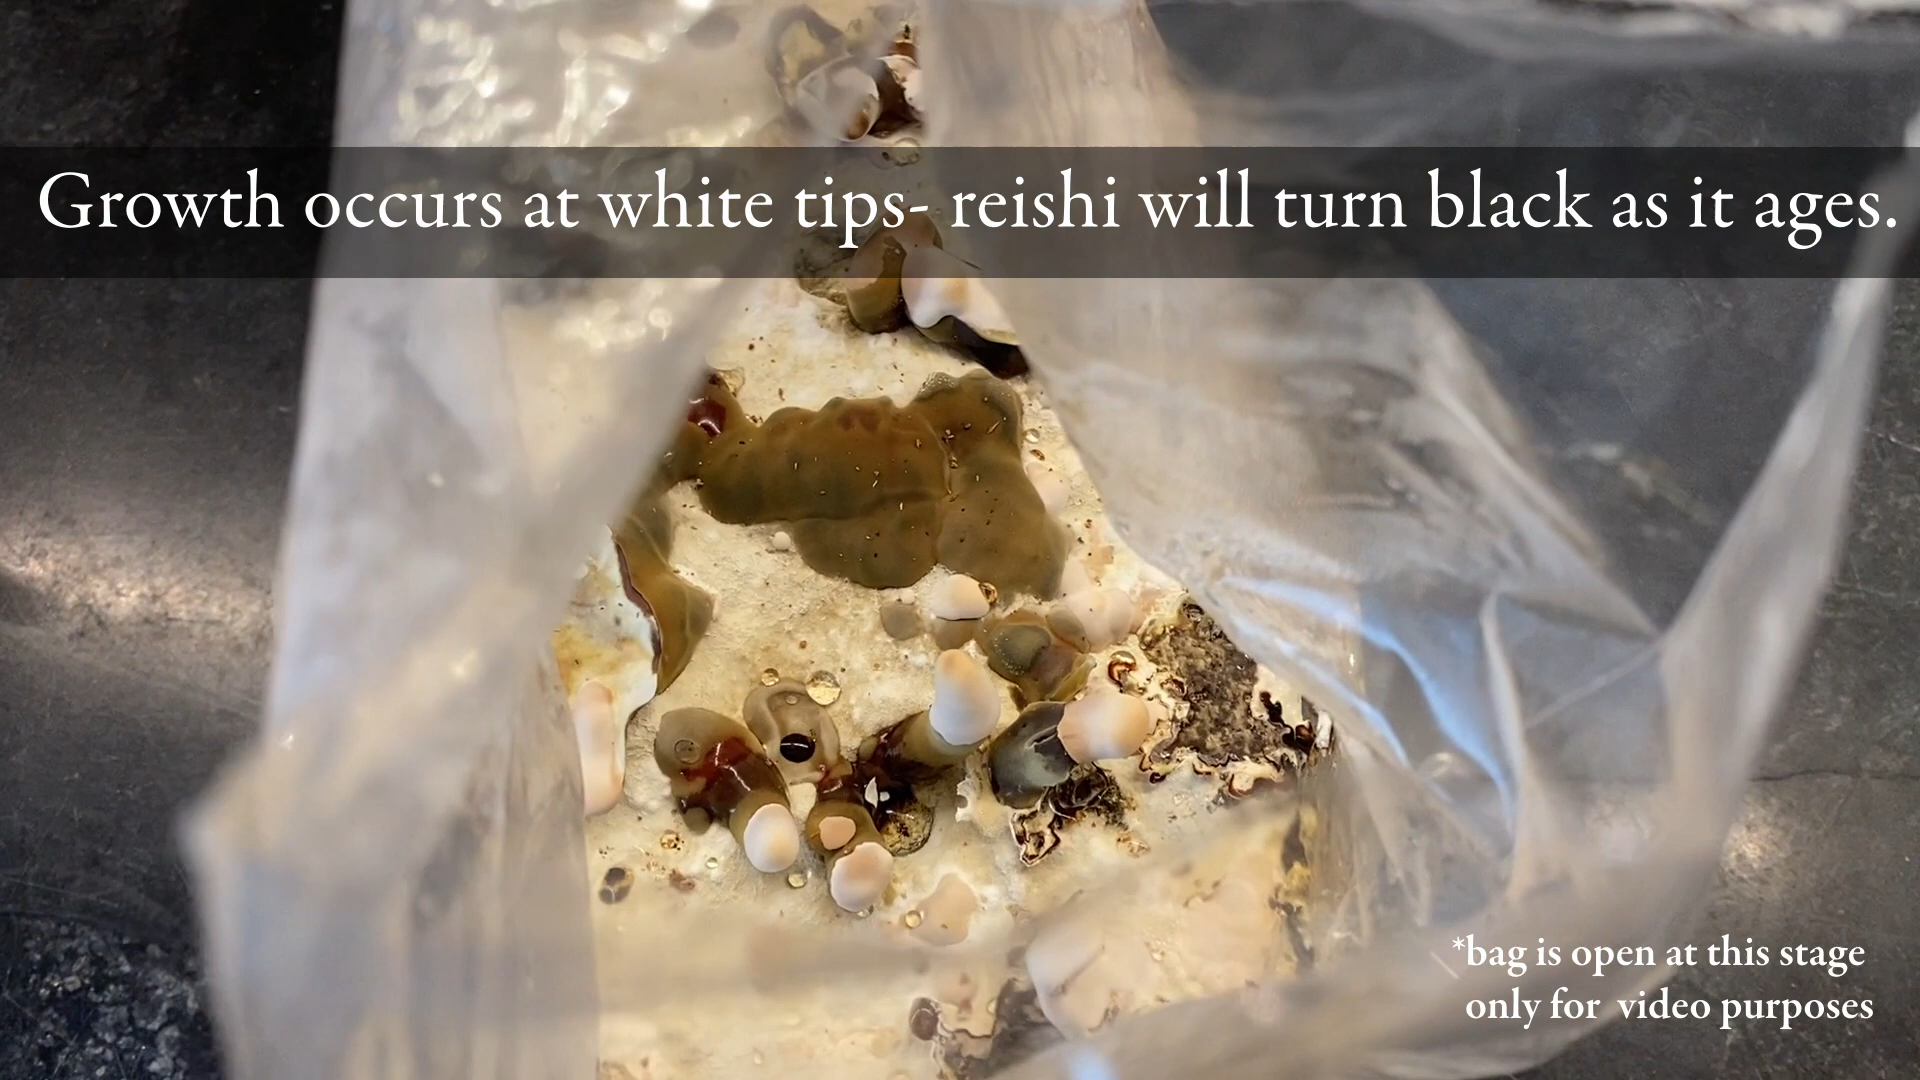 Growth occurs at white tips- reishi will turn black as it ages.
*bag is open at this stage
only for video purposes